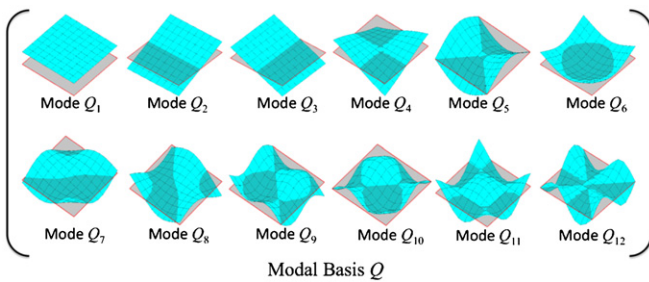 Mode Q₁ Mode Q₂ Mode Q₃ Mode Q₄ Mode Q₅ Mode Q₆
Mode Q₇ Mode Q₈ Mode Q₉ Mode Q₁₀ Mode Q₁₁ Mode Q₁₂
Modal Basis Q